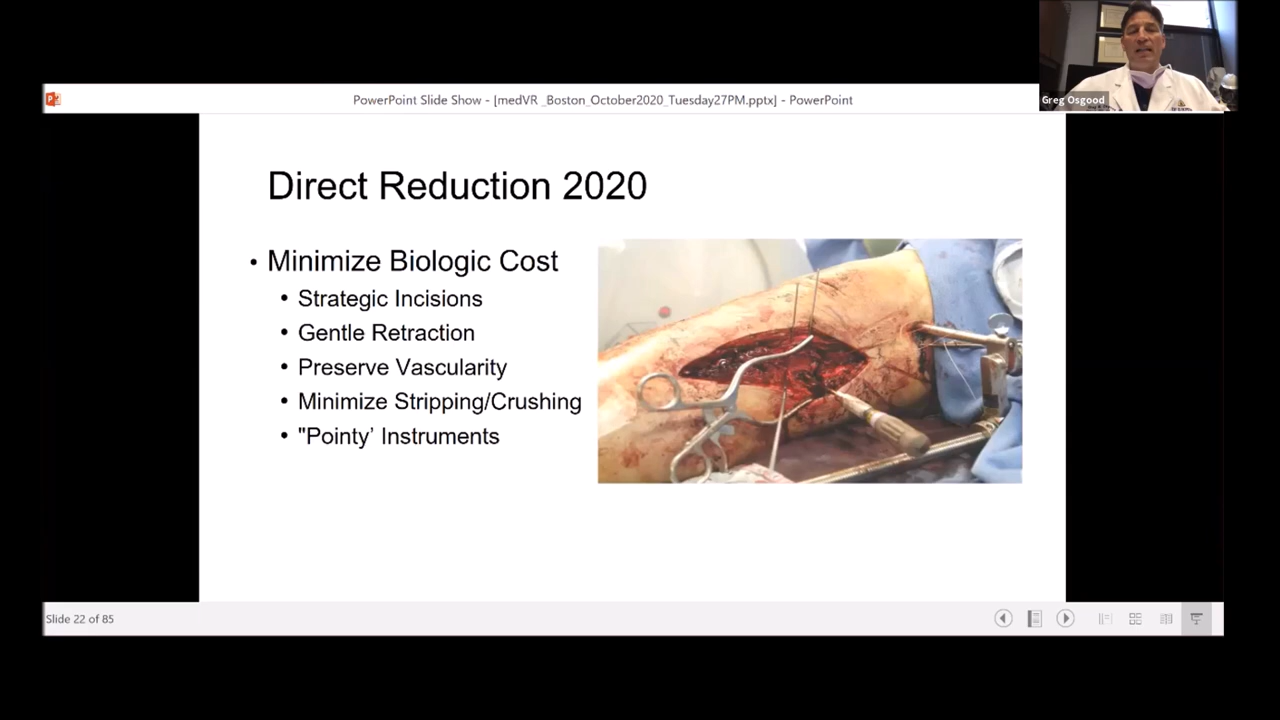 PowerPoint Slide Show - [medVR _Boston_October2020_Tuesday27PM.pptx] - PowerPoint
Greg Osgood
Direct Reduction 2020
• Minimize Biologic Cost
• Strategic Incisions
• Gentle Retraction
• Preserve Vascularity
• Minimize Stripping/Crushing
• "Pointy’ Instruments
Slide 22 of 85